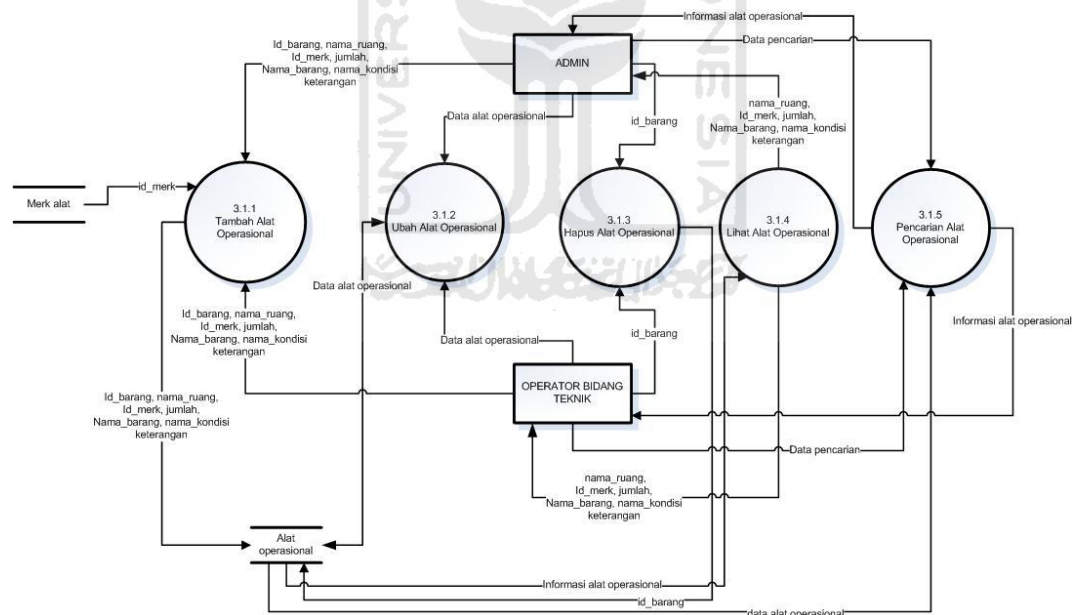 Informasi alat operasional
Data pencarian
Id_barang, nama_ruang,
Id_merk, jumlah,
Nama_barang, nama_kondisi
keterangan
ADMIN
Data alat operasional
id_barang
nama_ruang,
Id_merk, jumlah,
Nama_barang, nama_kondisi
keterangan
Merk alat
id_merk
3.1.1
Tambah Alat
Operasional
3.1.2
Ubah Alat Operasional
3.1.3
Hapus Alat Operasional
3.1.4
Lihat Alat Operasional
3.1.5
Pencarian Alat
Operasional
Data alat operasional
Id_barang, nama_ruang,
Id_merk, jumlah,
Nama_barang, nama_kondisi
keterangan
Data alat operasional
id_barang
Informasi alat operasional
OPERATOR BIDANG
TEKNIK
Id_barang, nama_ruang,
Id_merk, jumlah,
Nama_barang, nama_kondisi
keterangan
Data pencarian
nama_ruang,
Id_merk, jumlah,
Nama_barang, nama_kondisi
keterangan
Alat
operasional
Informasi alat operasional
id_barang
data alat operasional